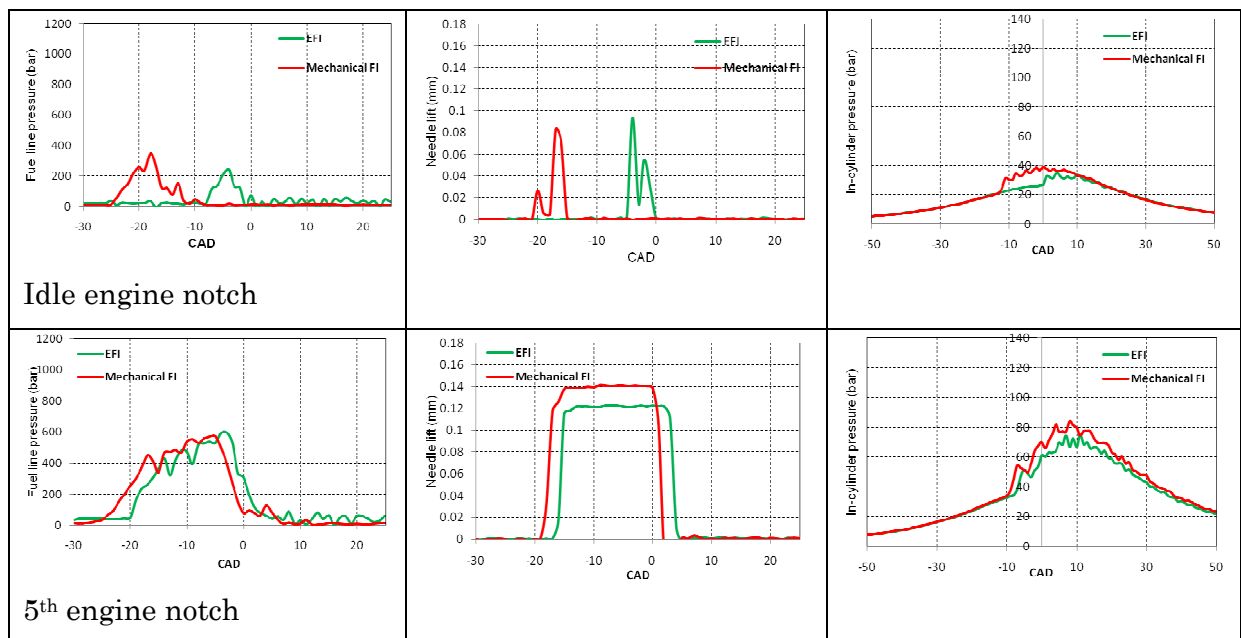 1200
1000
800
600
400
200
0
Fuel line pressure (bar)
EFI
Mechanical FI
-30 -20 -10 0 10 20
CAD
0.18
0.16
0.14
0.12
0.1
0.08
0.06
0.04
0.02
0
Needle lift (mm)
EFI
Mechanical FI
-30 -20 -10 0 10 20
CAD
140
120
100
80
60
40
20
0
In-cylinder pressure (bar)
EFI
Mechanical FI
-50 -30 -10 10 30 50
CAD
Idle engine notch
1200
1000
800
600
400
200
0
Fuel line pressure (bar)
EFI
Mechanical FI
-30 -20 -10 0 10 20
CAD
0.18
0.16
0.14
0.12
0.1
0.08
0.06
0.04
0.02
0
Needle lift (mm)
EFI
Mechanical FI
-30 -20 -10 0 10 20
CAD
140
120
100
80
60
40
20
0
In-cylinder pressure (bar)
EFI
Mechanical FI
-50 -30 -10 10 30 50
CAD
5th engine notch